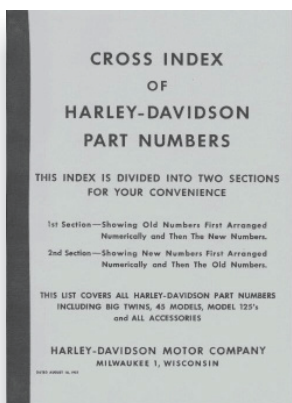 CROSS INDEX
OF
HARLEY-DAVIDSON
PART NUMBERS
THIS INDEX IS DIVIDED INTO TWO SECTIONS
FOR YOUR CONVENIENCE
1st Section—Showing Old Numbers First Arranged
Numerically and Then The New Numbers.
2nd Section—Showing New Numbers First Arranged
Numerically and Then The Old Numbers.
THIS LIST COVERS ALL HARLEY-DAVIDSON PART NUMBERS
INCLUDING BIG TWINS, 45 MODELS, MODEL 125's
and ALL ACCESSORIES
HARLEY-DAVIDSON MOTOR COMPANY
MILWAUKEE 1, WISCONSIN
DATED AUGUST